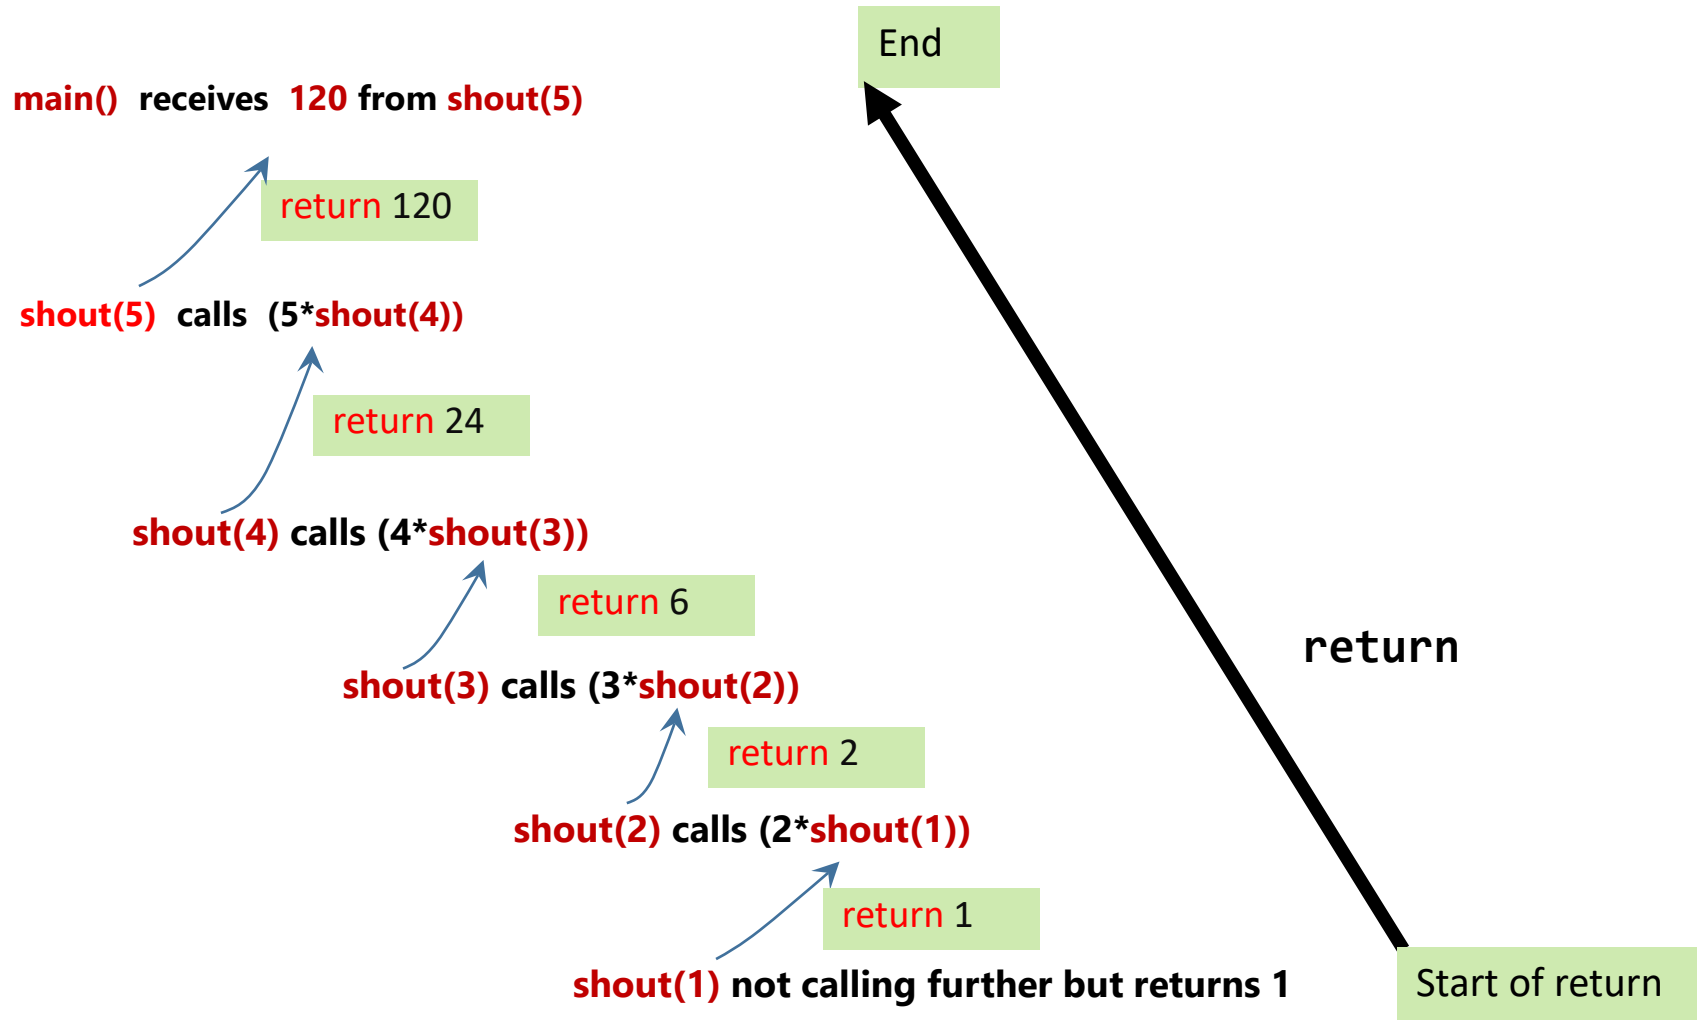 End
main() receives 120 from shout(5)
return 120
shout(5) calls (5*shout(4))
return 24
shout(4) calls (4*shout(3))
return 6
return
shout(3) calls (3*shout(2))
return 2
shout(2) calls (2*shout(1))
return 1
shout(1) not calling further but returns 1
Start of return